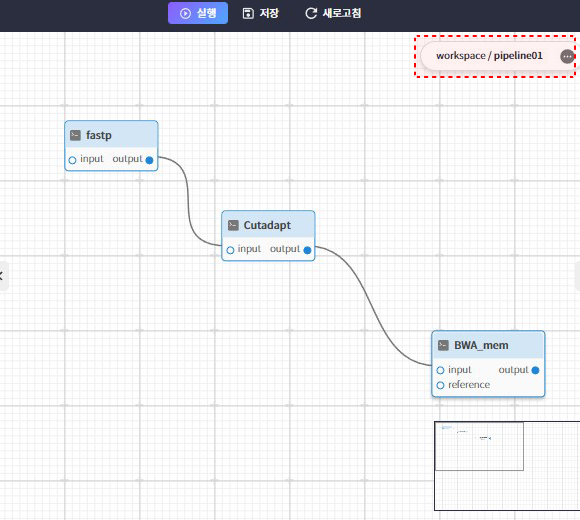 실행 저장 새로고침
workspace / pipeline01
fastp
input output
Cutadapt
input output
BWA_mem
input output
reference